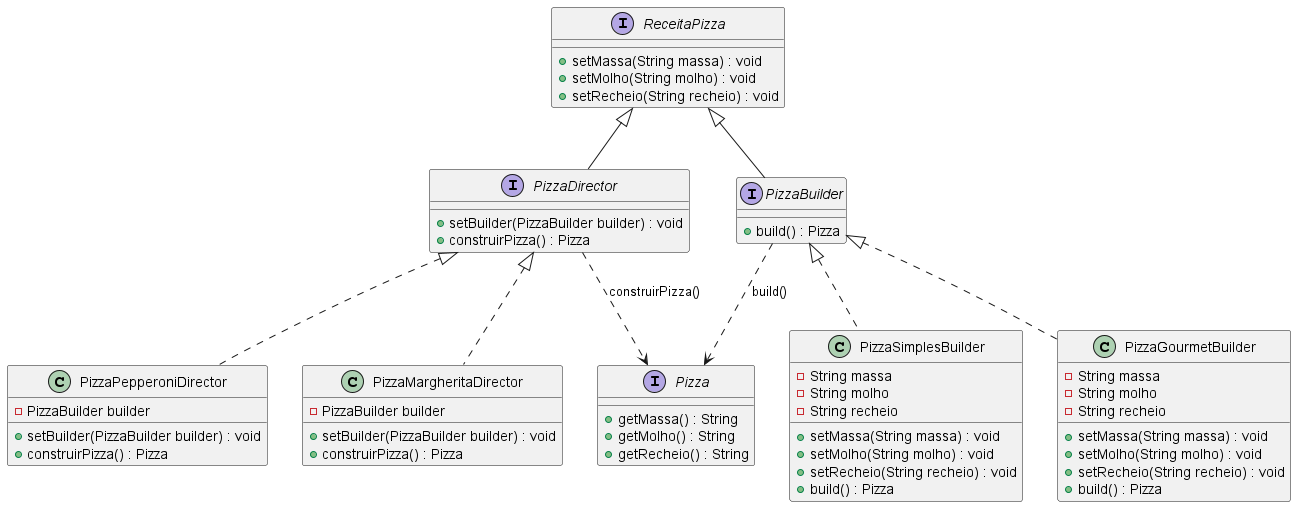 I ReceitaPizza
setMassa(String massa) : void
setMolho(String molho) : void
setRecheio(String recheio) : void
I PizzaDirector
setBuilder(PizzaBuilder builder) : void
construirPizza() : Pizza
I PizzaBuilder
build() : Pizza
construirPizza()
build()
C PizzaPepperoniDirector
PizzaBuilder builder
setBuilder(PizzaBuilder builder) : void
construirPizza() : Pizza
C PizzaMargheritaDirector
PizzaBuilder builder
setBuilder(PizzaBuilder builder) : void
construirPizza() : Pizza
I Pizza
getMassa() : String
getMolho() : String
getRecheio() : String
C PizzaSimplesBuilder
String massa
String molho
String recheio
setMassa(String massa) : void
setMolho(String molho) : void
setRecheio(String recheio) : void
build() : Pizza
C PizzaGourmetBuilder
String massa
String molho
String recheio
setMassa(String massa) : void
setMolho(String molho) : void
setRecheio(String recheio) : void
build() : Pizza